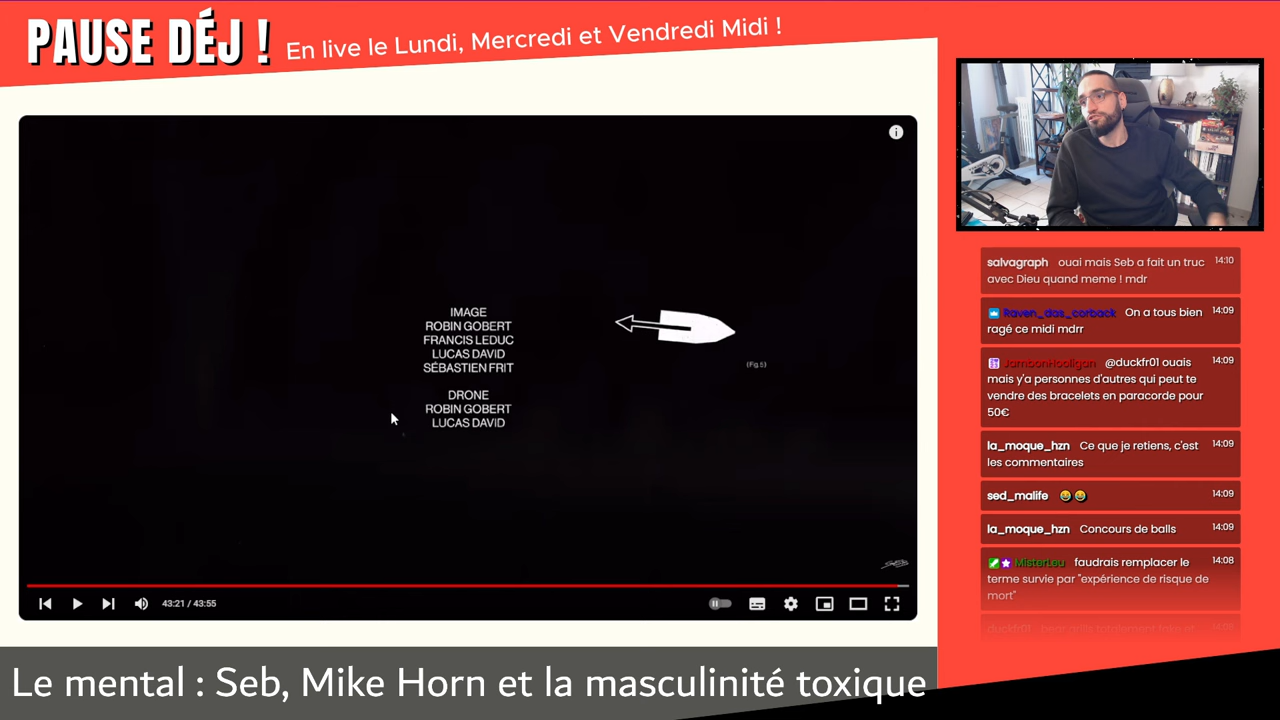 PAUSE DÉJ !
En live le Lundi, Mercredi et Vendredi Midi !
IMAGE
ROBIN GOBERT
FRANCIS LEDUC
LUCAS DAVID
SÉBASTIEN FRIT
DRONE
ROBIN GOBERT
LUCAS DAVID
(Fig.5)
SEB
43:21 / 43:55
salvagraph ouai mais Seb a fait un truc 14:10
avec Dieu quand meme ! mdr
Raven_das_corback On a tous bien 14:09
ragé ce midi mdrr
JambonHooligan @duckfr01 ouais 14:09
mais y'a personnes d'autres qui peut te
vendre des bracelets en paracorde pour
50€
la_moque_hzn Ce que je retiens, c'est 14:09
les commentaires
sed_malife 😂😂 14:09
la_moque_hzn Concours de balls 14:09
MisterLeu faudrais remplacer le 14:08
terme survie par "expérience de risque de
mort"
duckfr01
Le mental : Seb, Mike Horn et la masculinité toxique